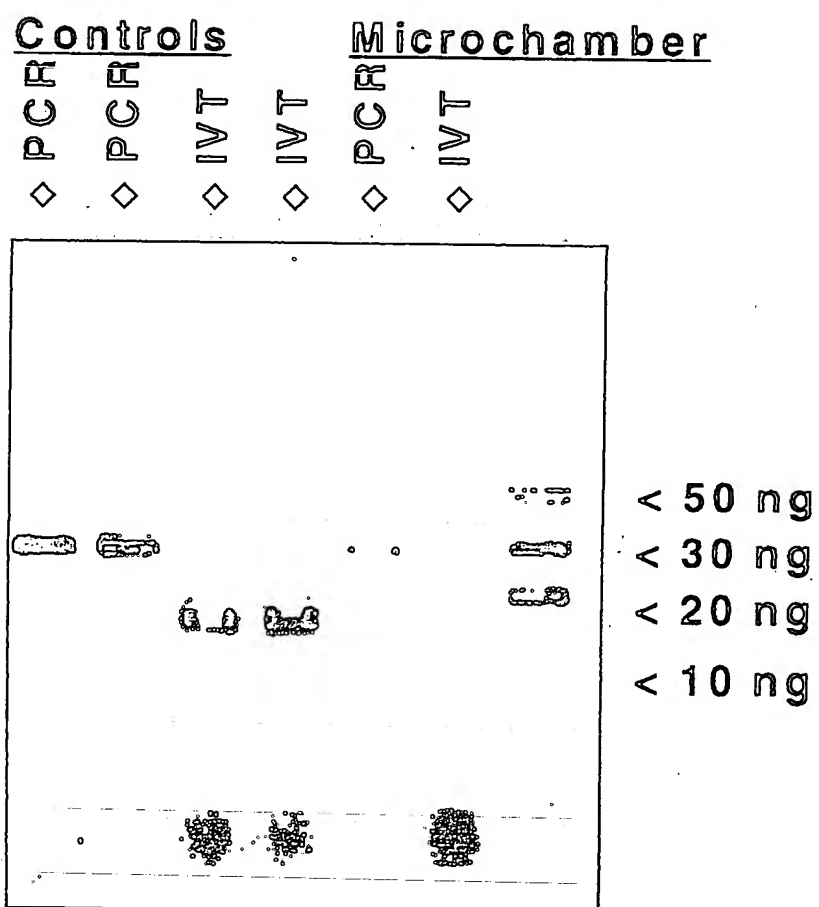 Controls Microchamber
PCR PCR IVT IVT PCR IVT
< 50 ng
< 30 ng
< 20 ng
< 10 ng